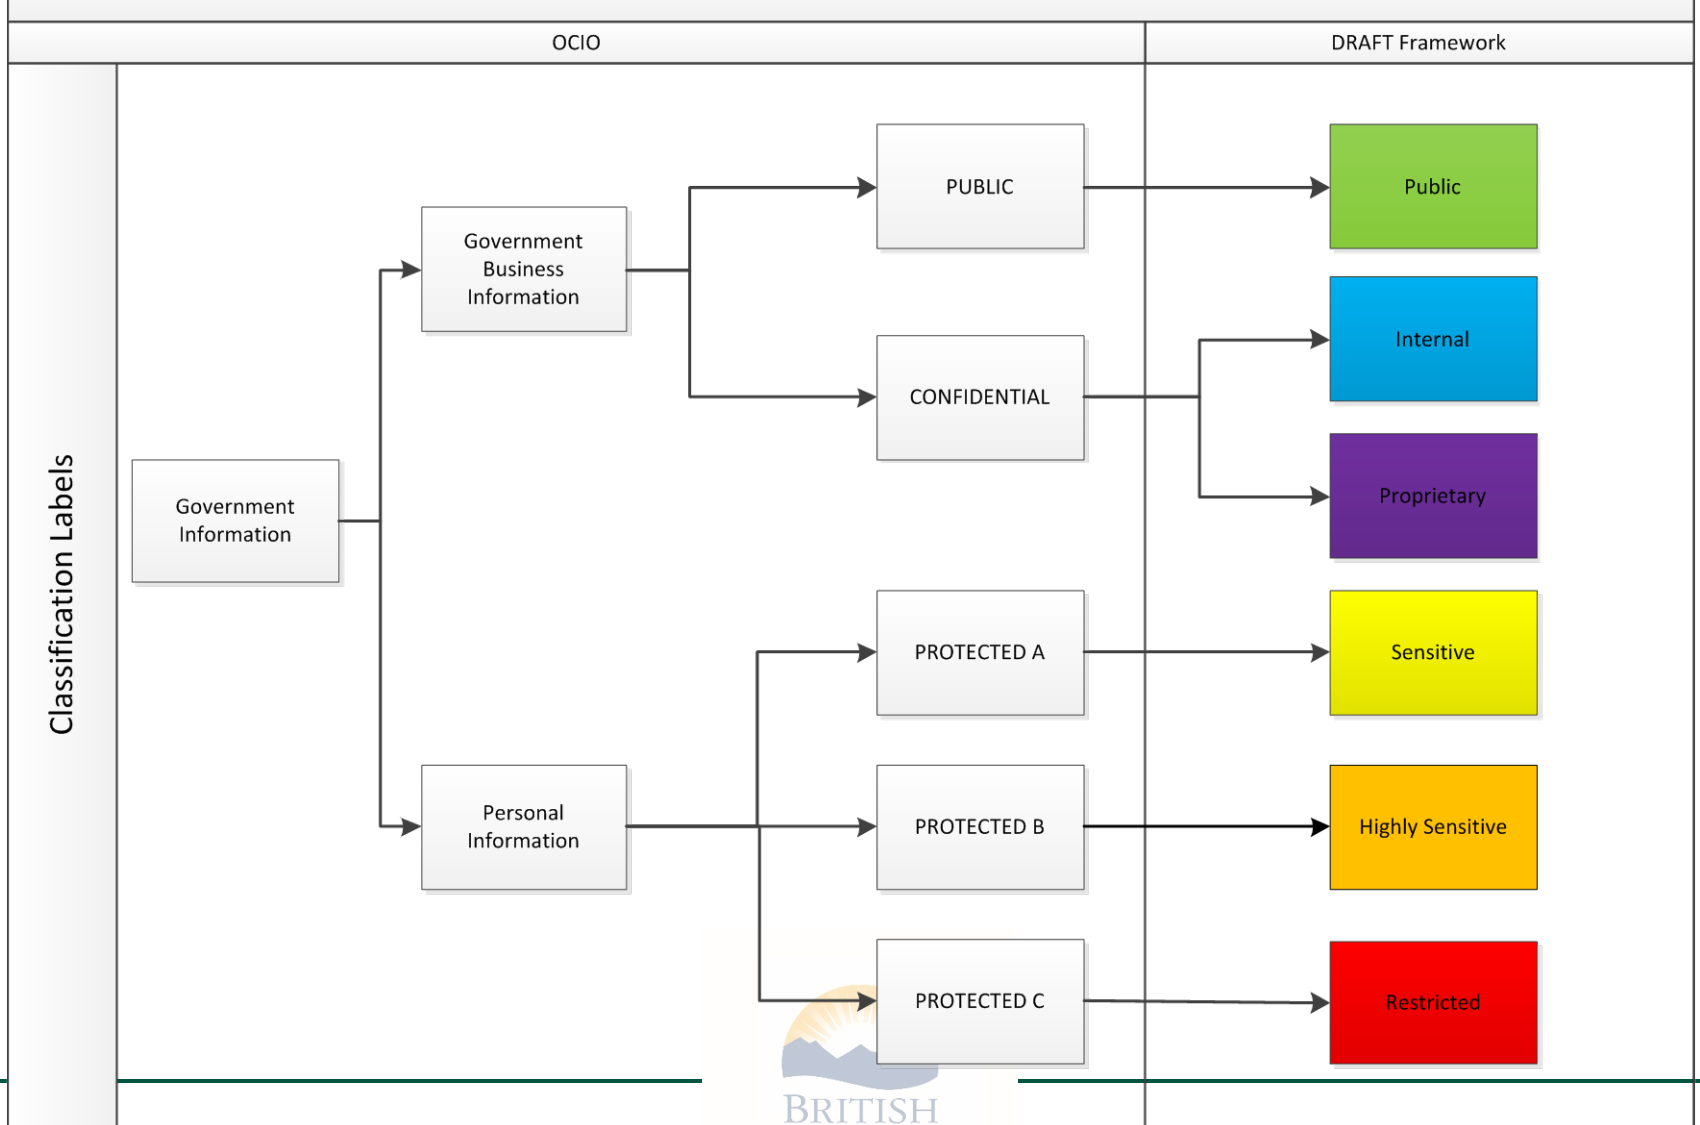 OCIO
DRAFT Framework
Classification Labels
Government
Information
Government
Business
Information
Personal
Information
PUBLIC
CONFIDENTIAL
PROTECTED A
PROTECTED B
PROTECTED C
Public
Internal
Proprietary
Sensitive
Highly Sensitive
Restricted
BRITISH